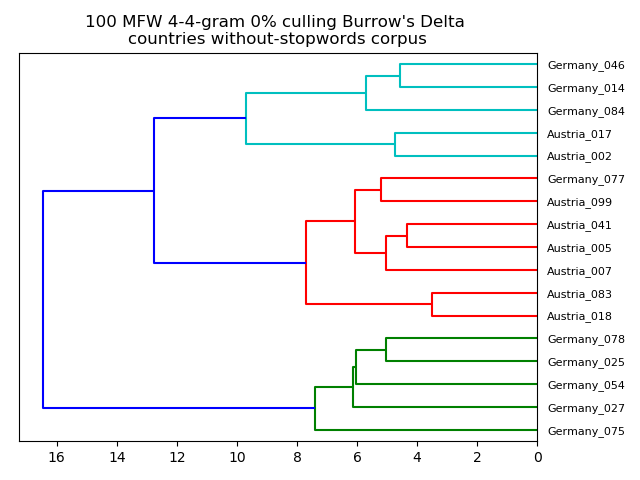 100 MFW 4-4-gram 0% culling Burrow's Delta
countries without-stopwords corpus
Germany_046
Germany_014
Germany_084
Austria_017
Austria_002
Germany_077
Austria_099
Austria_041
Austria_005
Austria_007
Austria_083
Austria_018
Germany_078
Germany_025
Germany_054
Germany_027
Germany_075
16 14 12 10 8 6 4 2 0